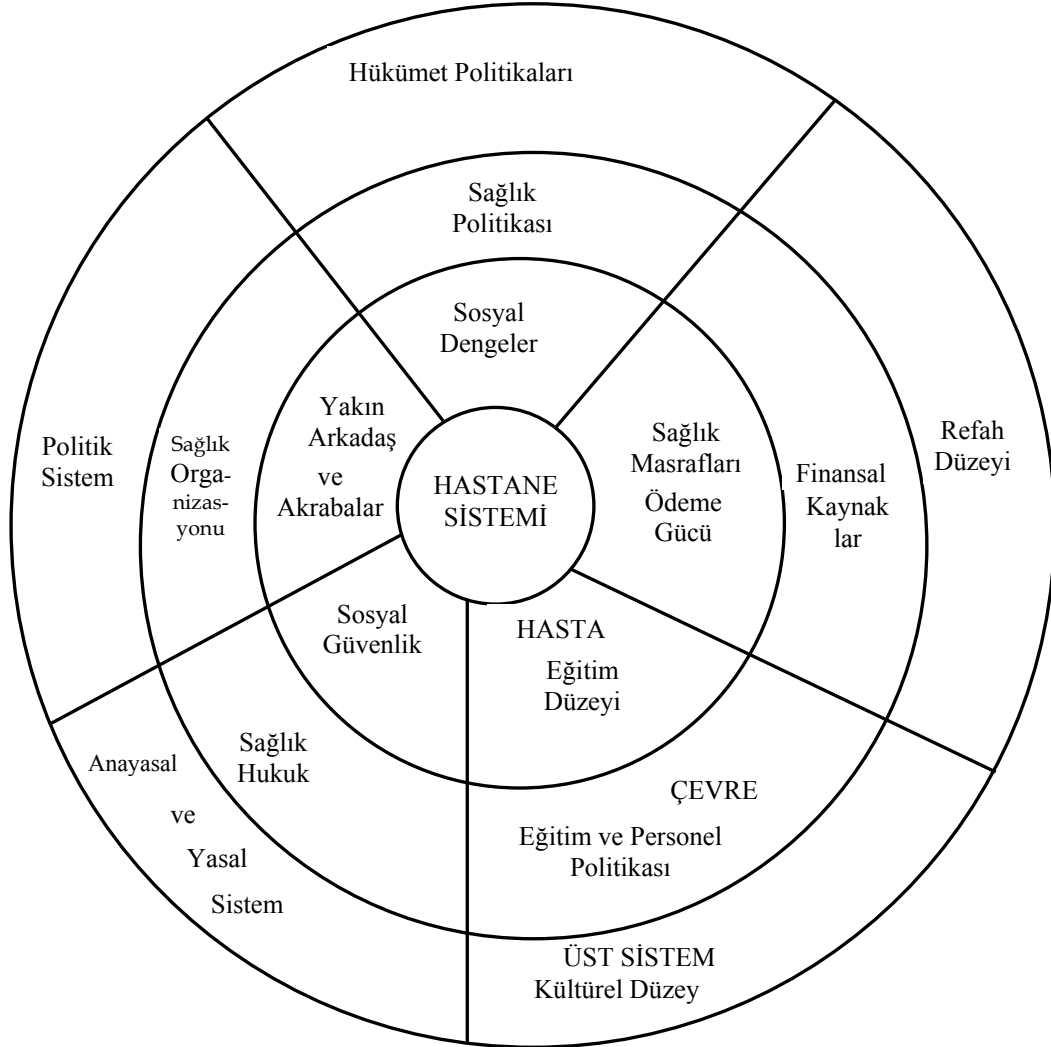 Hükümet Politikaları
Sağlık
Politikası
Sosyal
Dengeler
Yakın
Arkadaş
ve
Akrabalar
Politik
Sistem
Sağlık
Orga-
nizas-
yonu
HASTANE
SİSTEMİ
Sağlık
Masrafları
Ödeme
Gücü
Finansal
Kaynak
lar
Refah
Düzeyi
Sosyal
Güvenlik
HASTA
Eğitim
Düzeyi
Sağlık
Hukuk
Anayasal
ve
Yasal
Sistem
ÇEVRE
Eğitim ve Personel
Politikası
ÜST SİSTEM
Kültürel Düzey